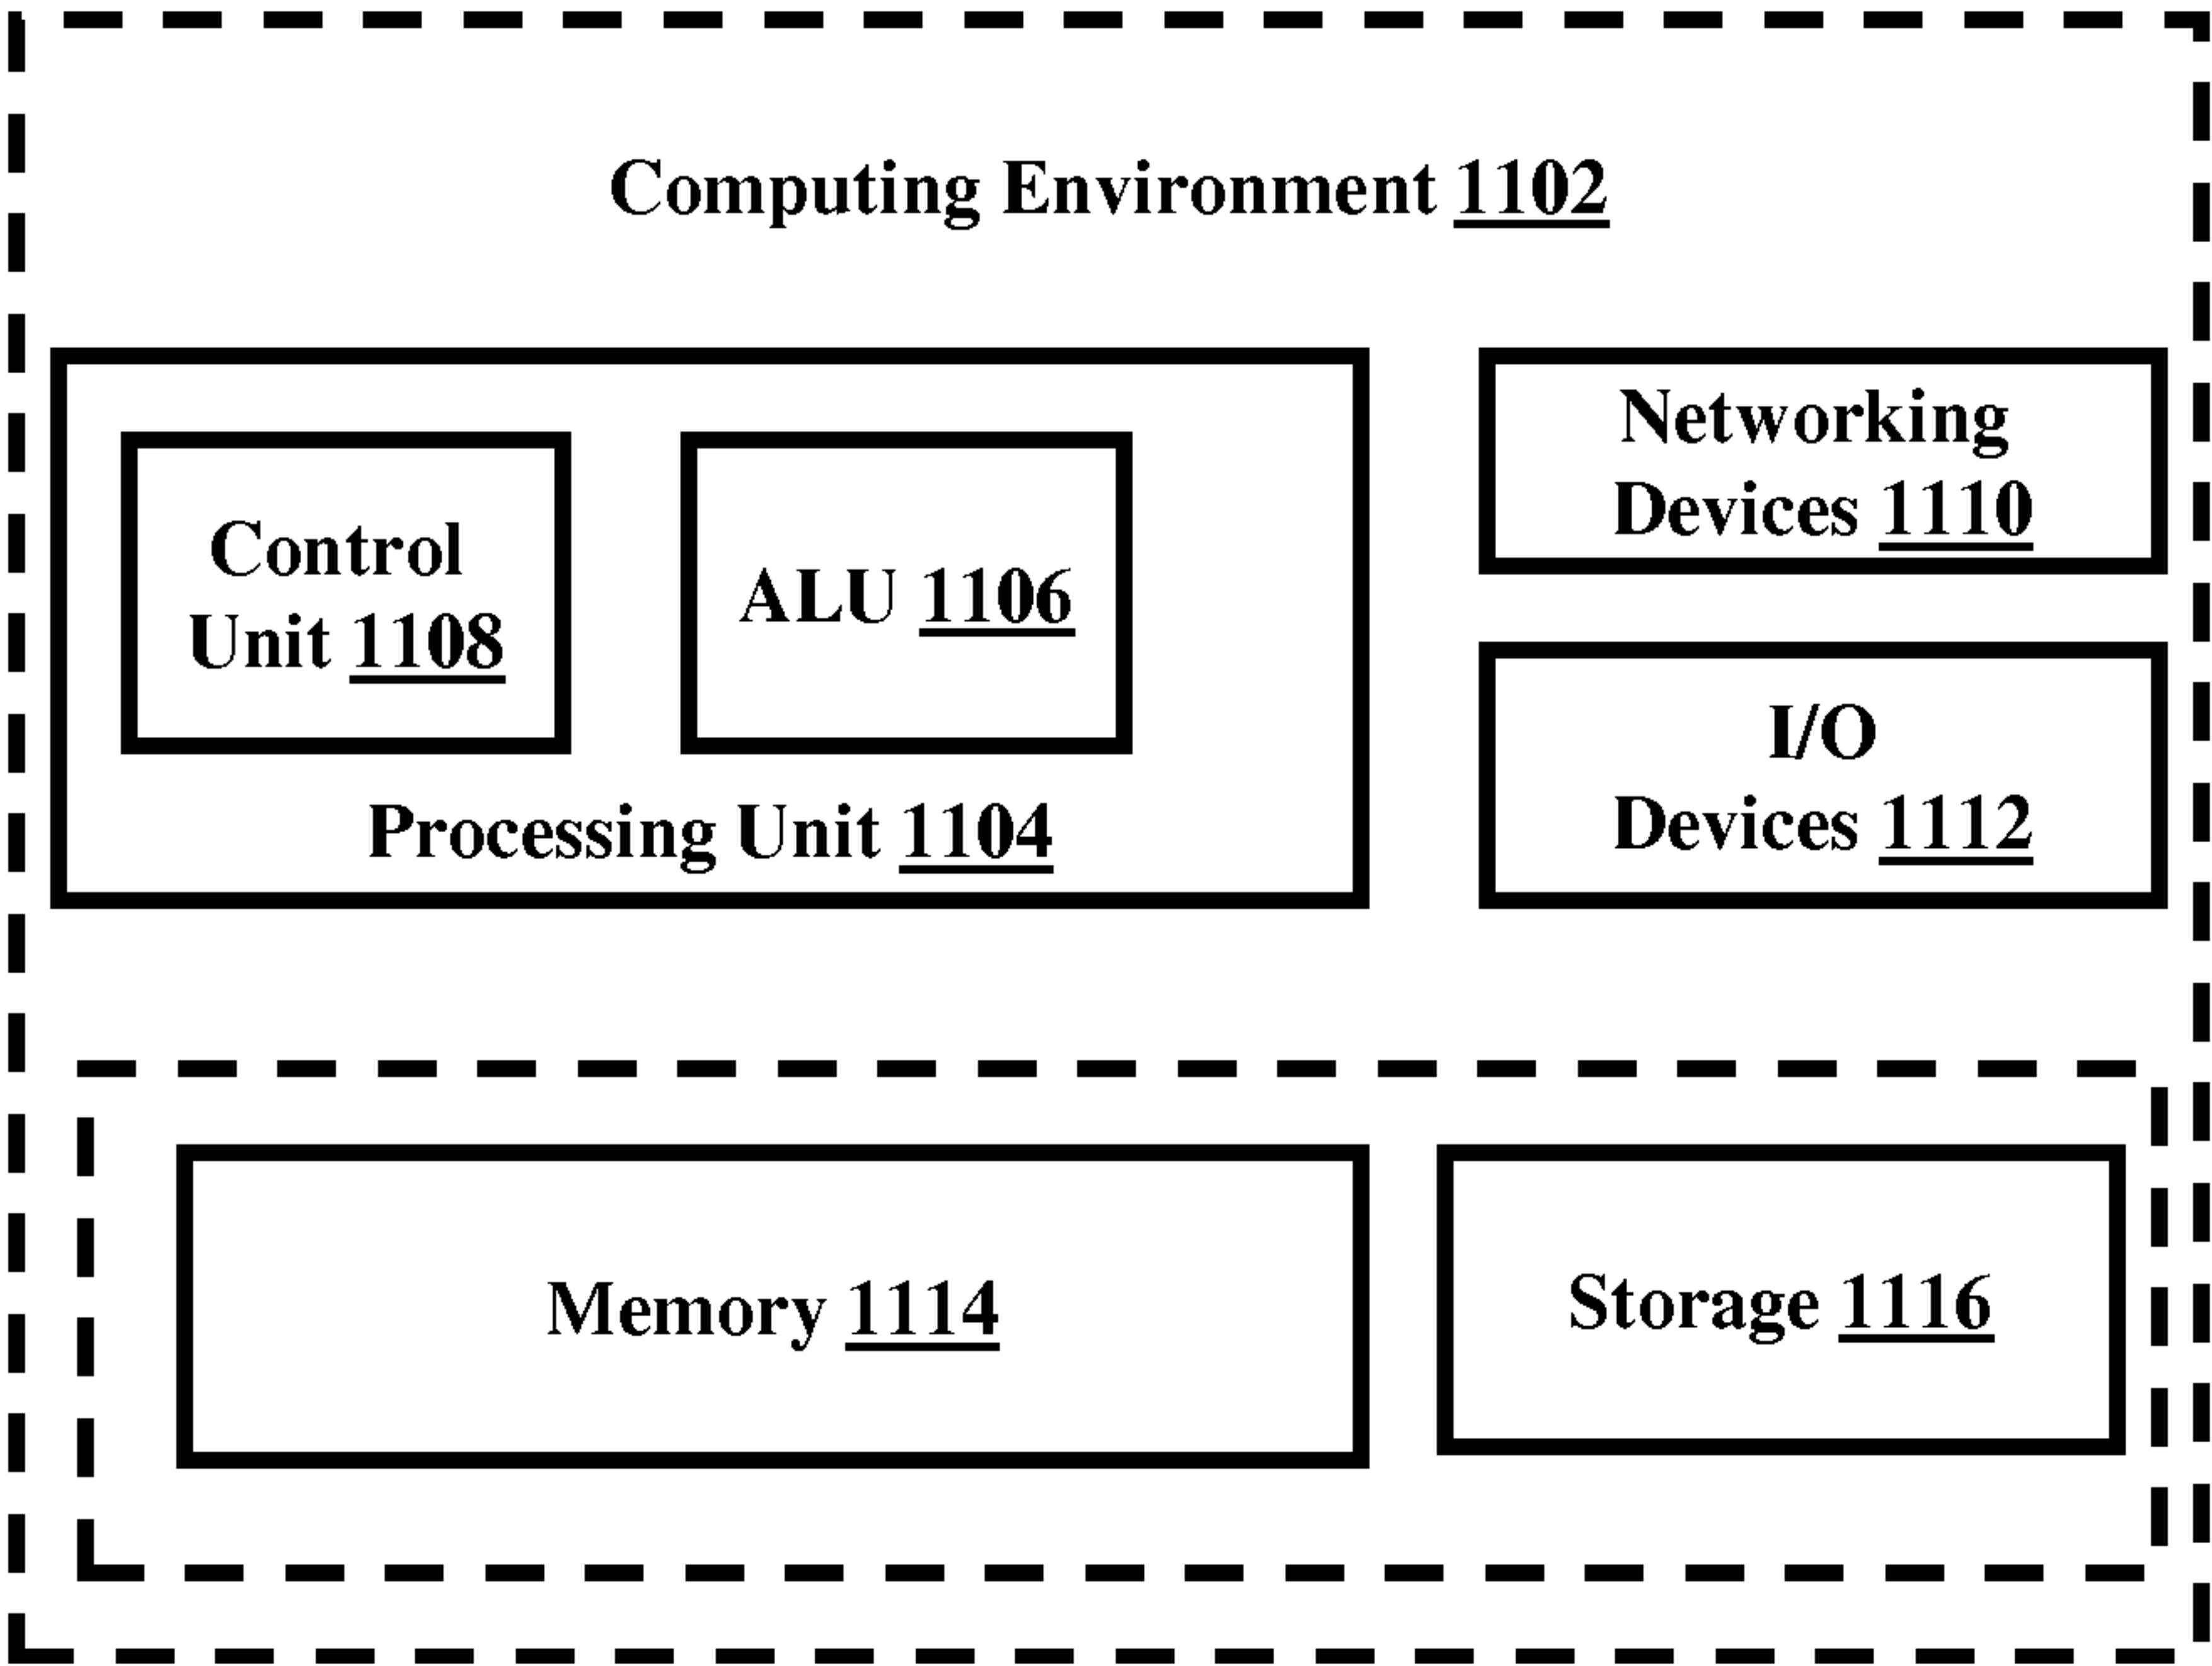 Computing Environment 1102
Control
Unit 1108
ALU 1106
Processing Unit 1104
Networking
Devices 1110
I/O
Devices 1112
Memory 1114
Storage 1116